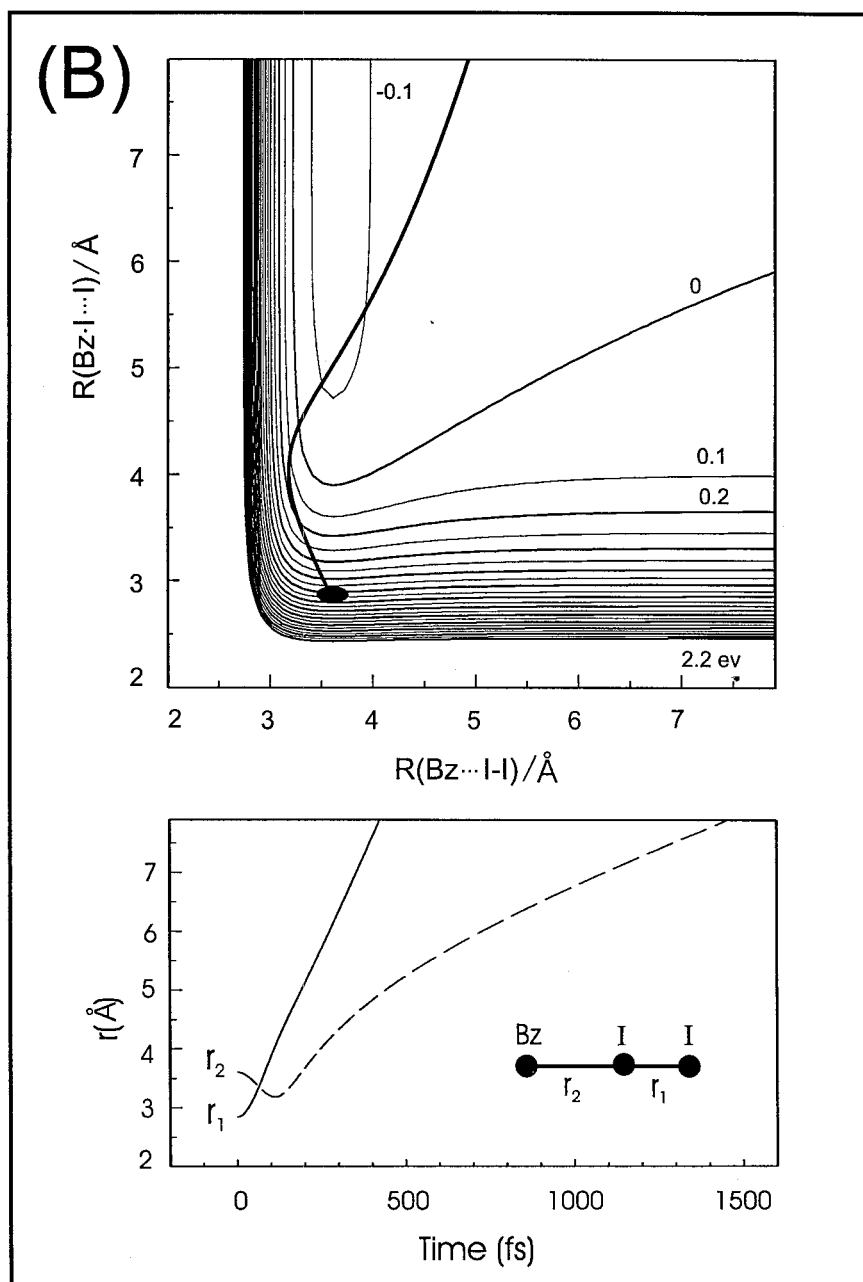 (B)
-0.1
0
0.1
0.2
2.2 ev
7
6
5
4
3
2
R(Bz·I···I)/Å
2 3 4 5 6 7
R(Bz···I-I)/Å
7
6
5
4
3
2
r(Å)
r₂
r₁
Bz I I
r₂ r₁
0 500 1000 1500
Time (fs)